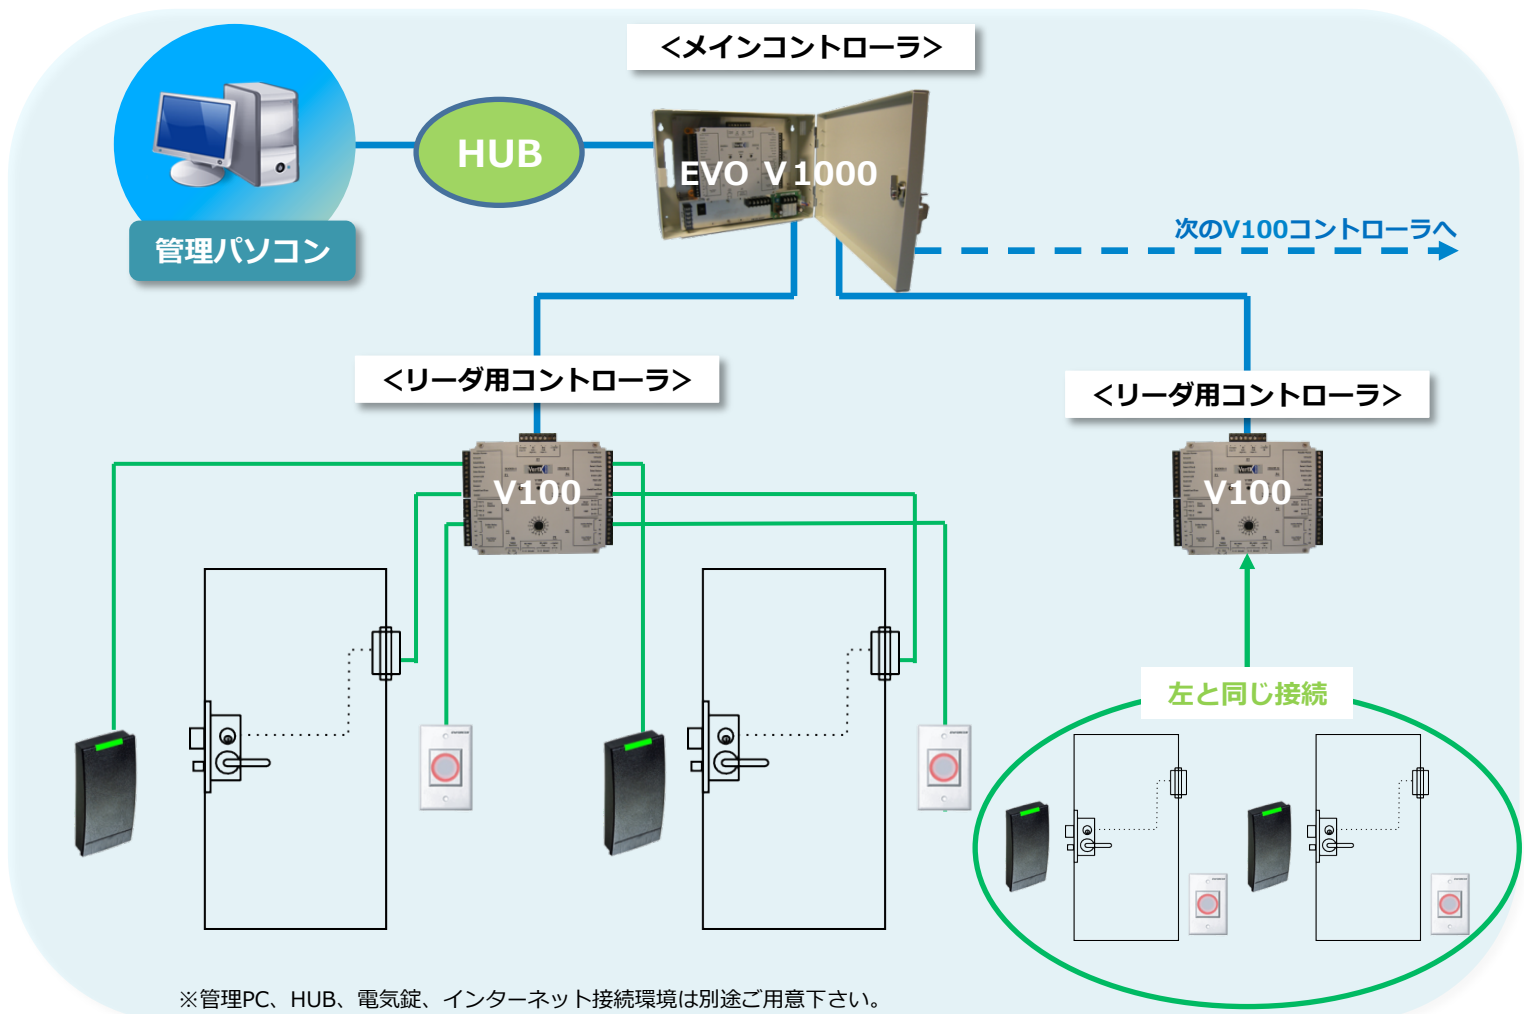 ＜メインコントローラ＞
HUB
EVO V1000
管理パソコン
次のV100コントローラへ
＜リーダ用コントローラ＞
＜リーダ用コントローラ＞
V100
V100
左と同じ接続
※管理PC、HUB、電気錠、インターネット接続環境は別途ご用意下さい。